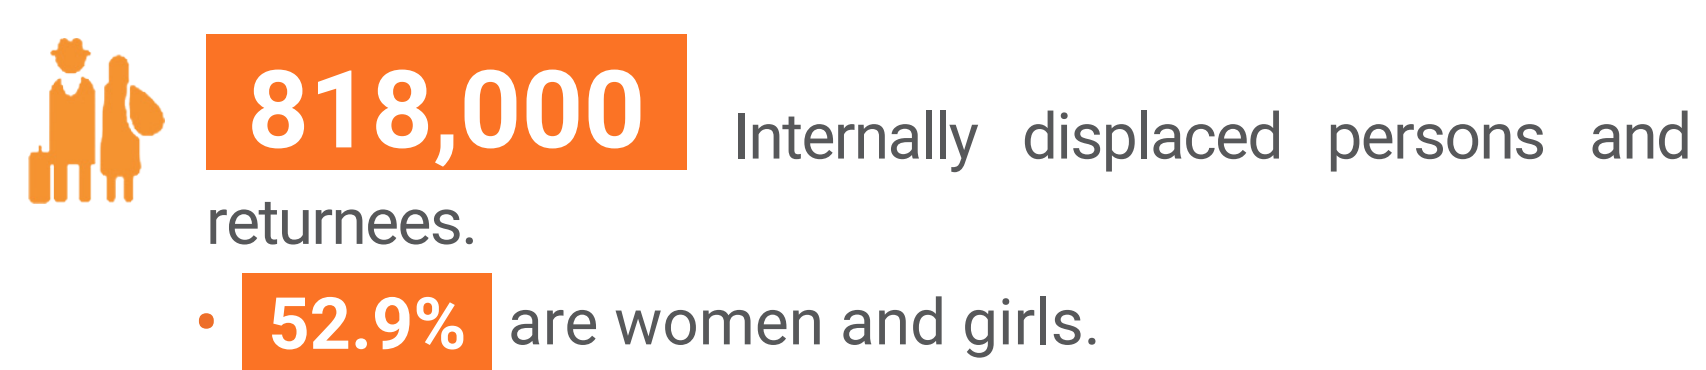 818,000 Internally displaced persons and
returnees.
• 52.9% are women and girls.